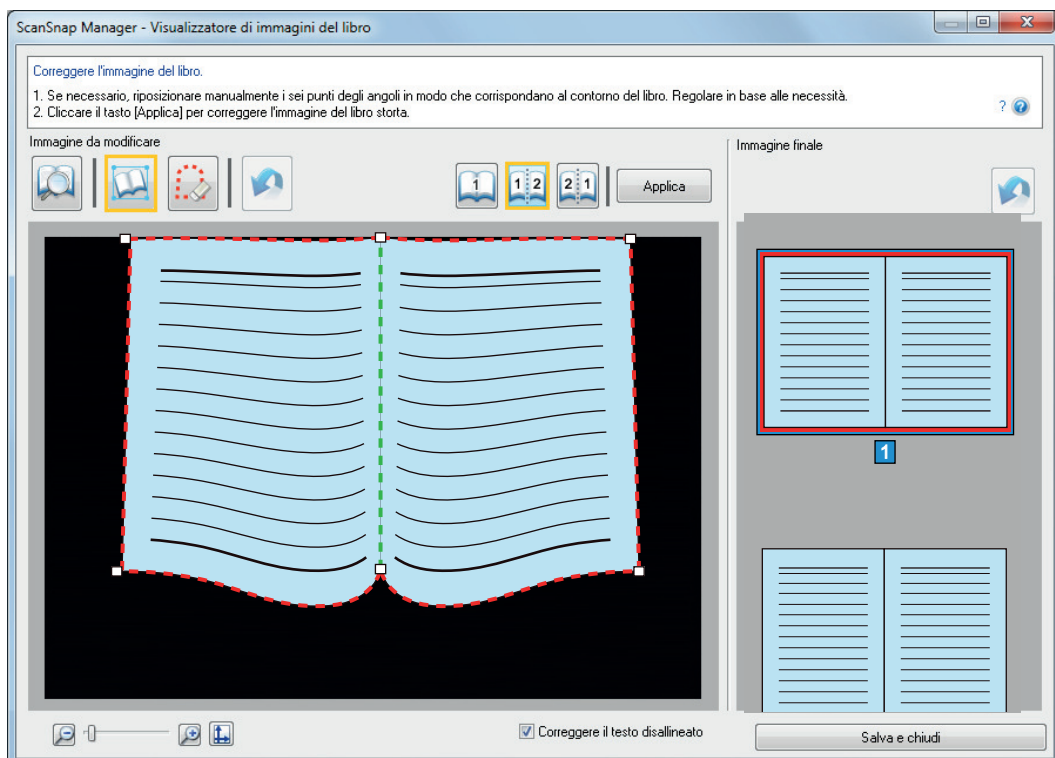 ScanSnap Manager - Visualizzatore di immagini del libro
Correggere l'immagine del libro.
1. Se necessario, riposizionare manualmente i sei punti degli angoli in modo che corrispondano al contorno del libro. Regolare in base alle necessità.
2. Cliccare il tasto [Applica] per correggere l'immagine del libro storta.
?
Immagine da modificare
Immagine finale
1
1 2
2 1
Applica
1
Correggere il testo disallineato
Salva e chiudi